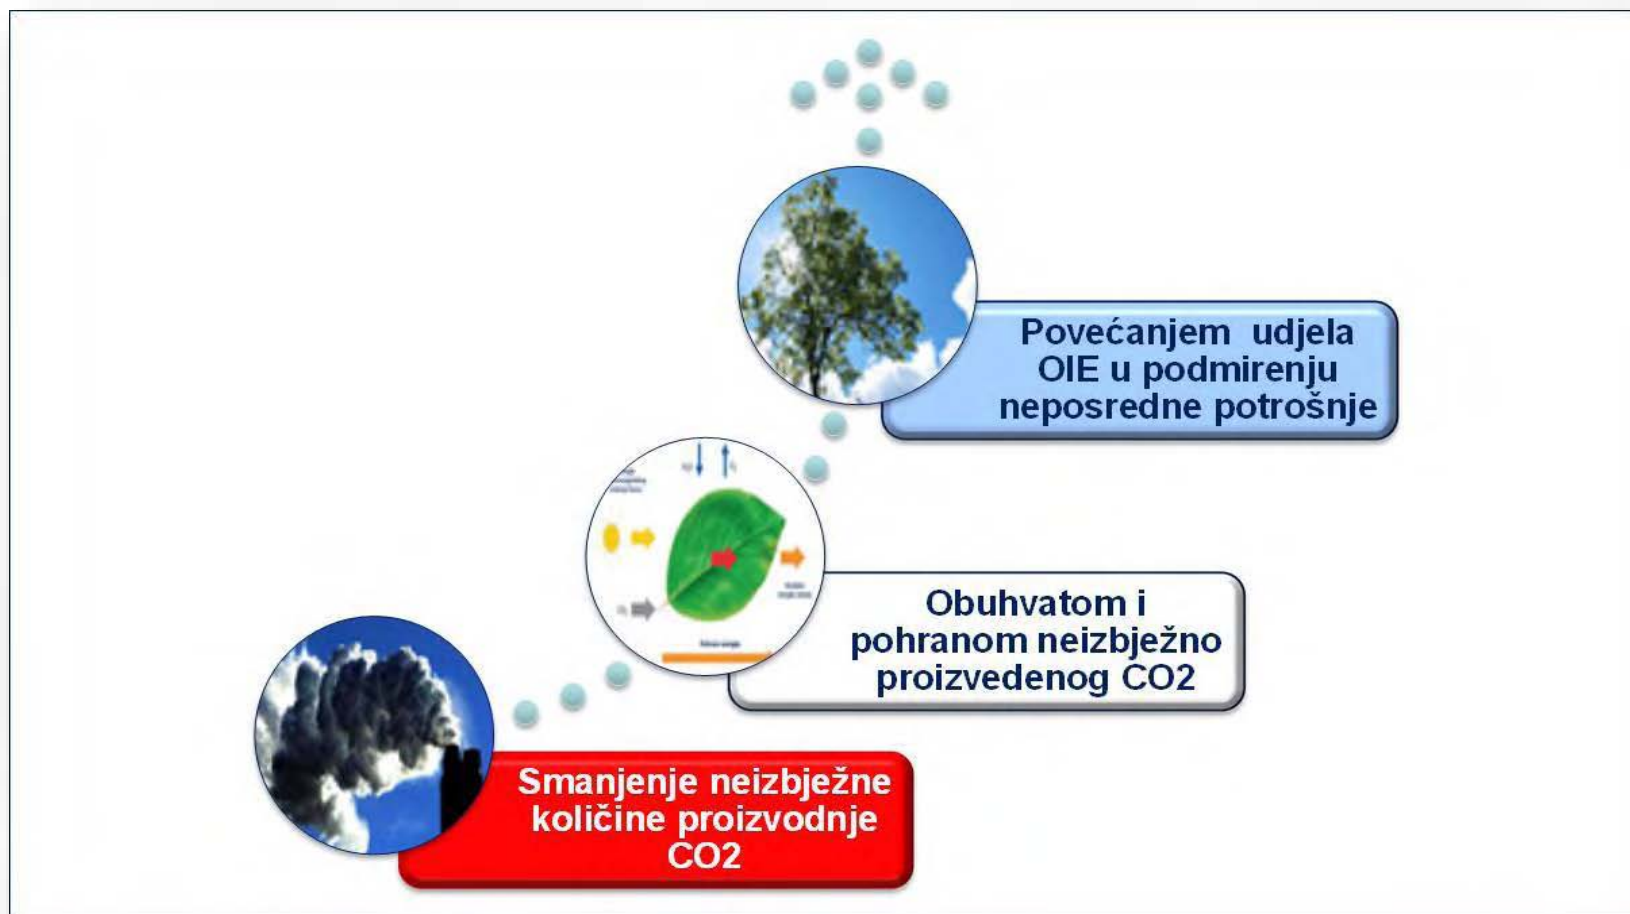 Povećanjem udjela
OIE u podmirenju
neposredne potrošnje
Obuhvatom i
pohranom neizbježno
proizvedenog CO2
Smanjenje neizbježne
količine proizvodnje
CO2